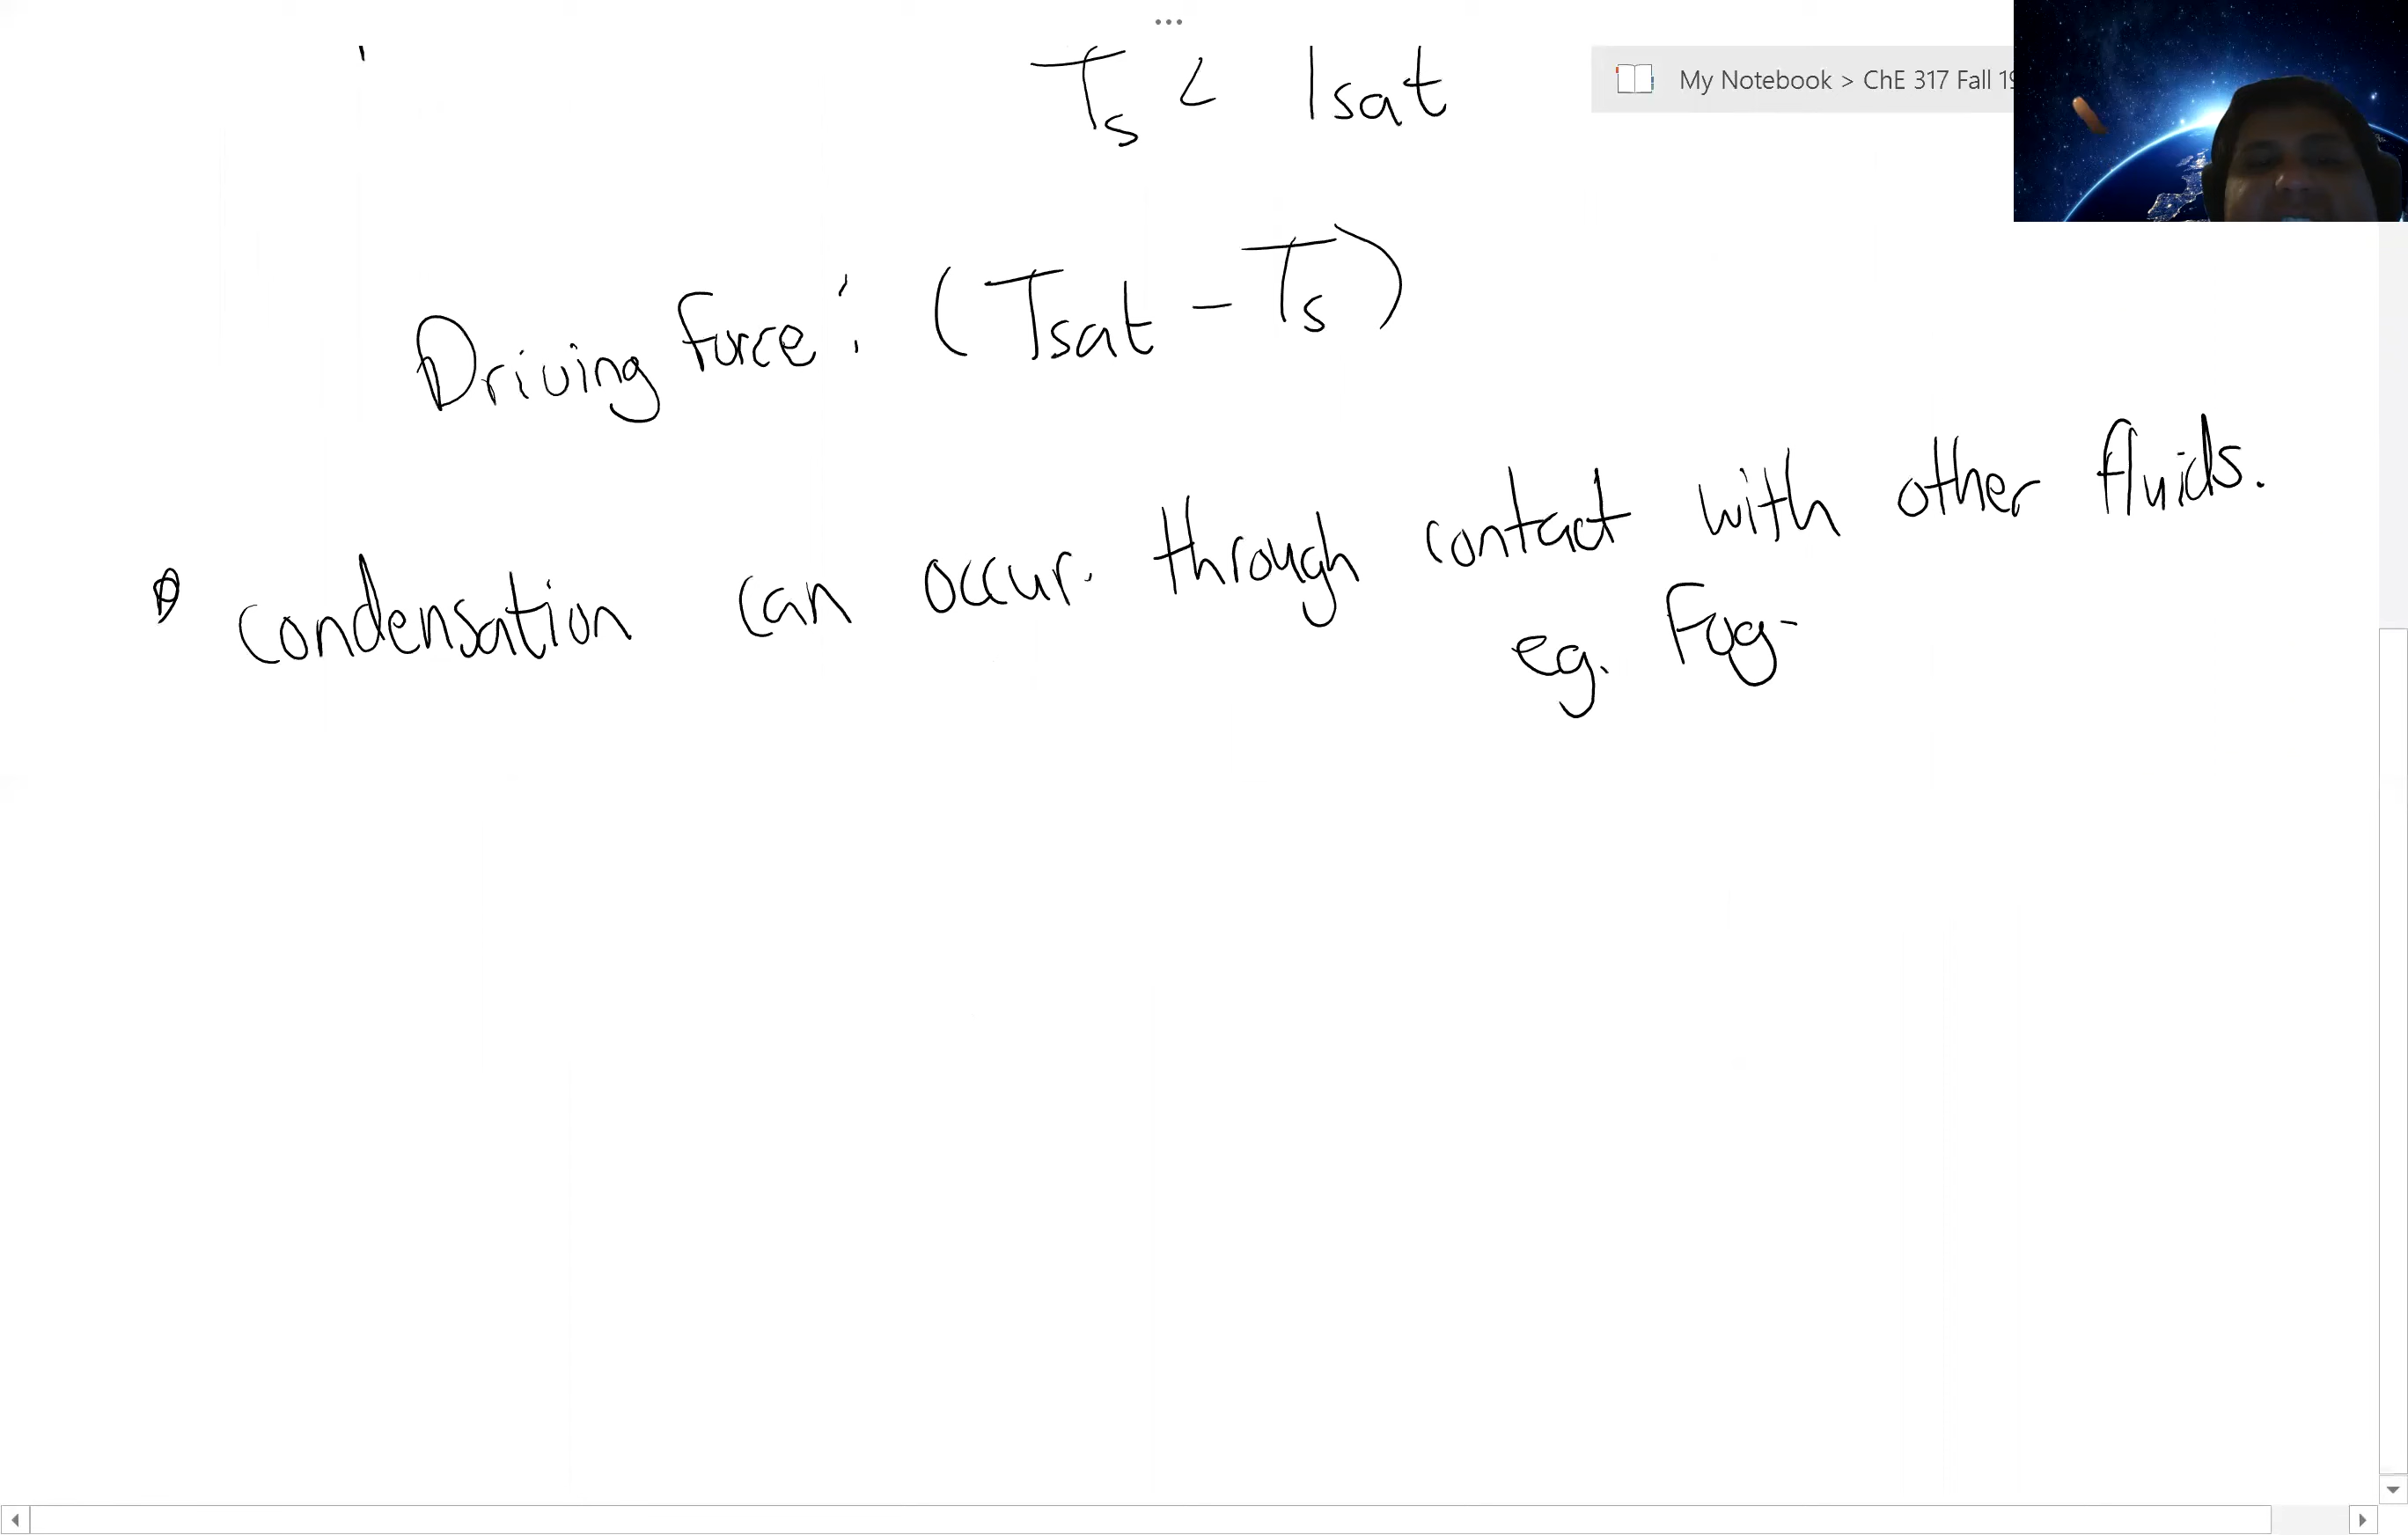 Ts < Tsat
My Notebook > ChE 317 Fall 19
Driving force: (Tsat - Ts)
condensation can occur. through contact with other fluids.
eg. Fog-